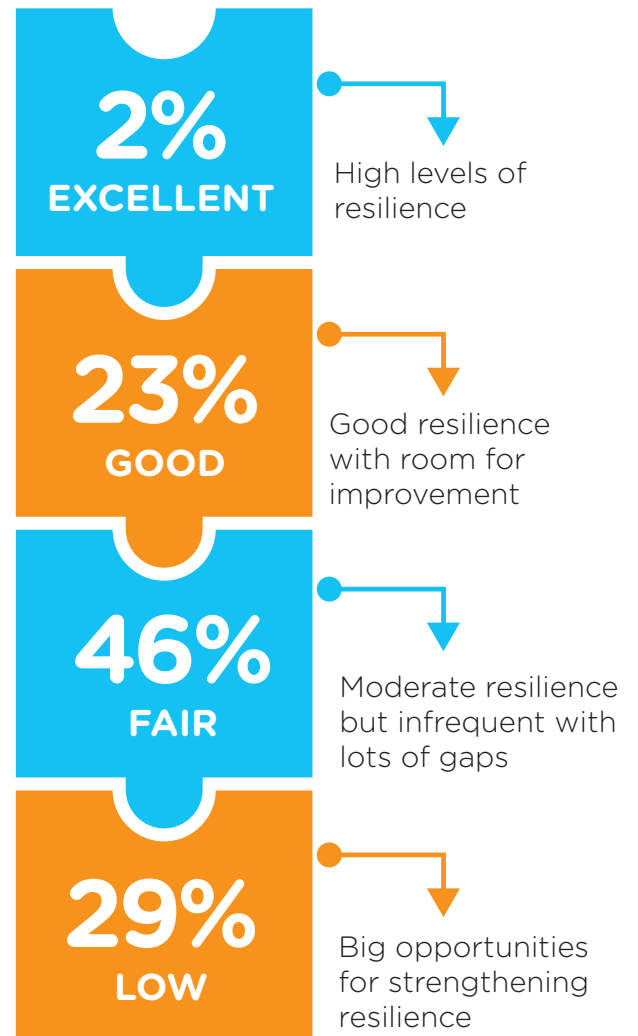 2%
EXCELLENT
High levels of
resilience
23%
GOOD
Good resilience
with room for
improvement
46%
FAIR
Moderate resilience
but infrequent with
lots of gaps
29%
LOW
Big opportunities
for strengthening
resilience